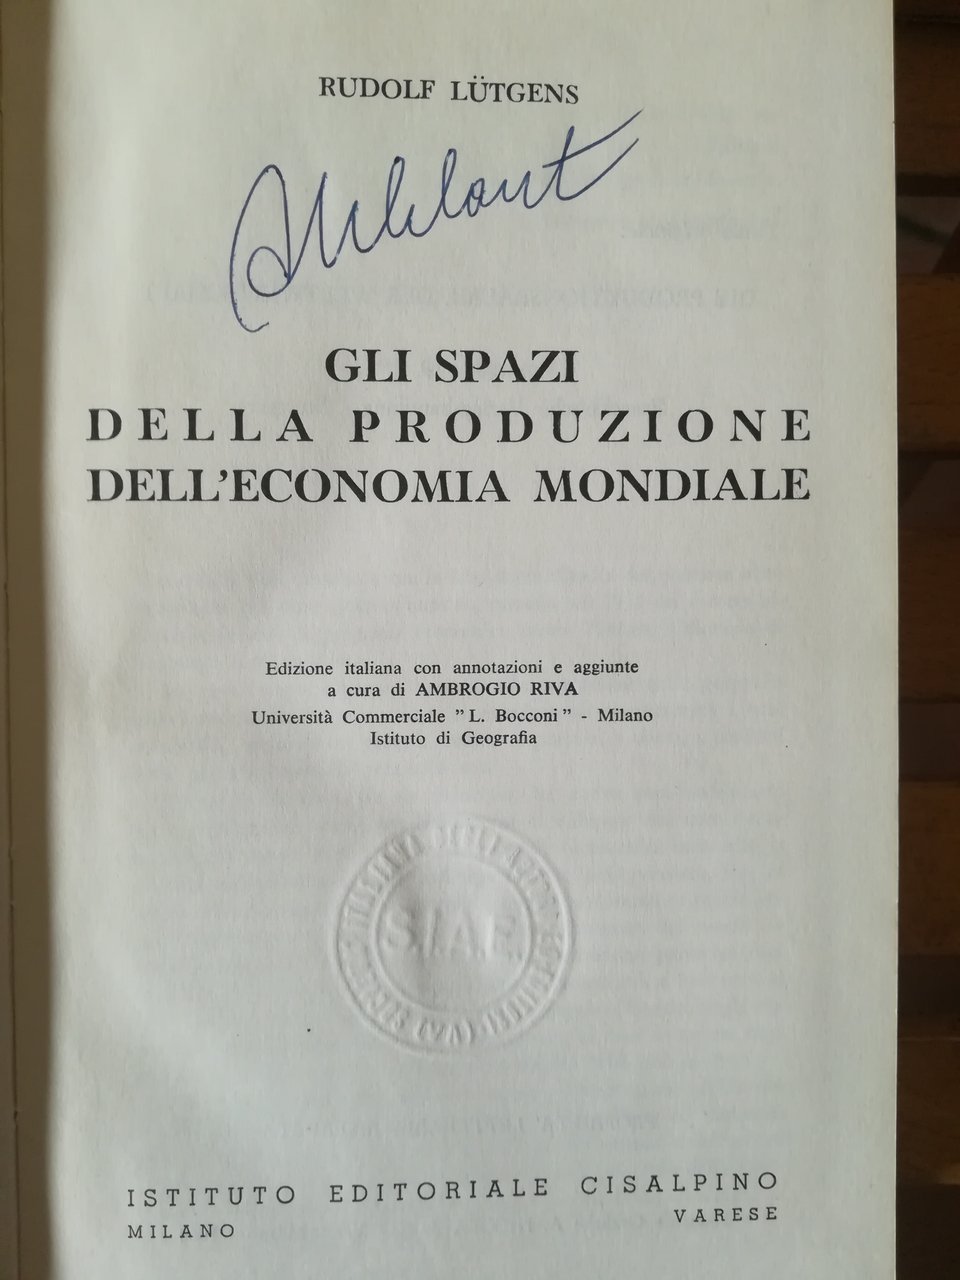 RUDOLF LÜTGENS
GLI SPAZI
DELLA PRODUZIONE
DELL'ECONOMIA MONDIALE
Edizione italiana con annotazioni e aggiunte
a cura di AMBROGIO RIVA
Università Commerciale ” L. Bocconi ” - Milano
Istituto di Geografia
S.I.A.E.
ISTITUTO EDITORIALE CISALPINO
MILANO VARESE